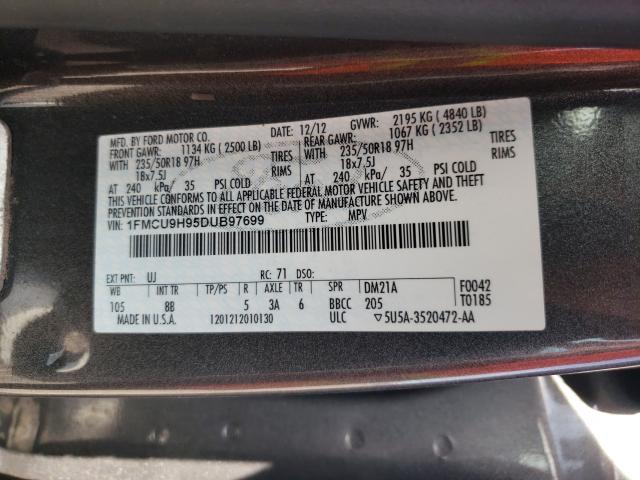 MFD. BY FORD MOTOR CO. 12/12 GVWR: 2195 KG ( 4840 LB)
FRONT GAWR: 1134 KG ( 2500 LB) REAR GAWR: 1067 KG ( 2352 LB)
WITH 235/50R18 97H TIRES WITH 235/50R18 97H TIRES
18x7.5J RIMS 18x7.5J RIMS
AT 240 kPa/ 35 PSI COLD AT 240 kPa/ 35 PSI COLD
THIS VEHICLE CONFORMS TO ALL APPLICABLE FEDERAL MOTOR VEHICLE SAFETY AND THEFT
PREVENTION STANDARDS IN EFFECT ON THE DATE OF MANUFACTURE SHOWN ABOVE.
VIN: 1FMCU9H95DUB97699 TYPE: MPV
EXT PNT: UJ RC: 71 DSO:
WB INT TR TP/PS R AXLE TR SPR DM21A F0042
105 8B 5 3A 6 BBCC 205 T0185
MADE IN U.S.A. 1201212010130 ULC ▽5U5A-3520472-AA